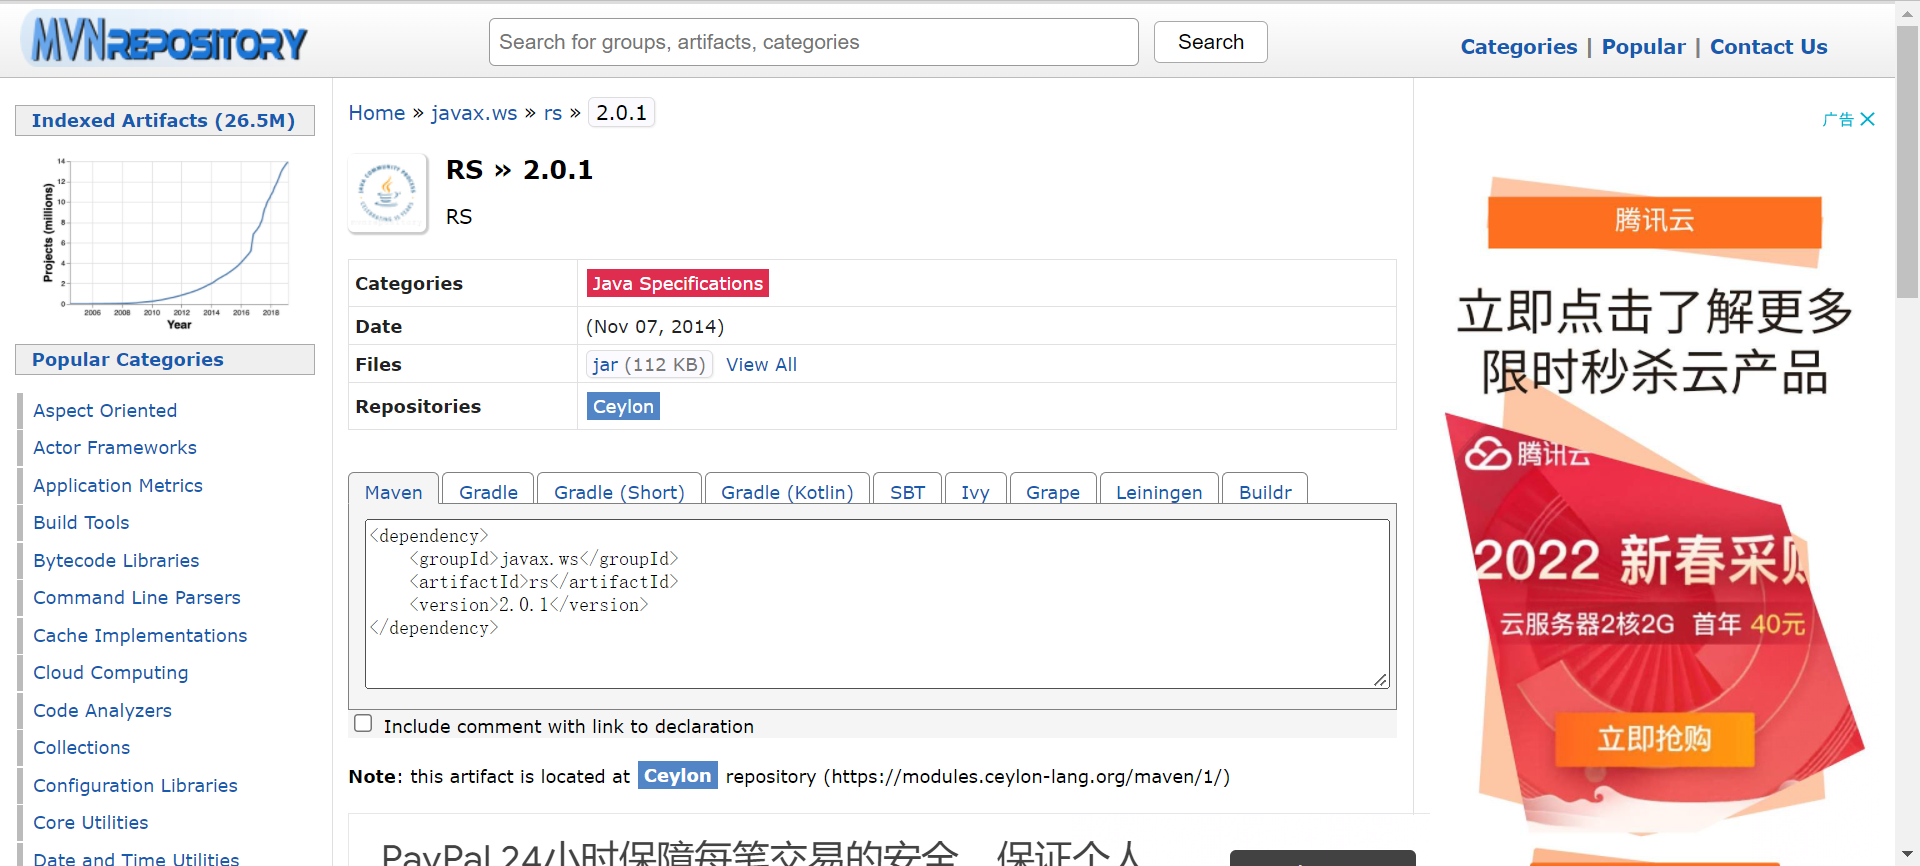 MVNREPOSITORY
Search for groups, artifacts, categories
Search
Categories | Popular | Contact Us
Indexed Artifacts (26.5M)
Projects (millions)
14
12
10
8
6
4
2
0
2006 2008 2010 2012 2014 2016 2018
Year
Popular Categories
Aspect Oriented
Actor Frameworks
Application Metrics
Build Tools
Bytecode Libraries
Command Line Parsers
Cache Implementations
Cloud Computing
Code Analyzers
Collections
Configuration Libraries
Core Utilities
Date and Time Utilities
Home » javax.ws » rs » 2.0.1
JAVA COMMUNITY PROCESS
RS » 2.0.1
RS
Categories Java Specifications
Date (Nov 07, 2014)
Files jar (112 KB) View All
Repositories Ceylon
Maven Gradle Gradle (Short) Gradle (Kotlin) SBT Ivy Grape Leiningen Buildr
<dependency>
    <groupId>javax.ws</groupId>
    <artifactId>rs</artifactId>
    <version>2.0.1</version>
</dependency>
Include comment with link to declaration
Note: this artifact is located at Ceylon repository (https://modules.ceylon-lang.org/maven/1/)
PayPal 24小时保障每笔交易的安全，保证个人
广告
腾讯云
立即点击了解更多
限时秒杀云产品
腾讯云
2022 新春采购
云服务器2核2G 首年 40元
立即抢购